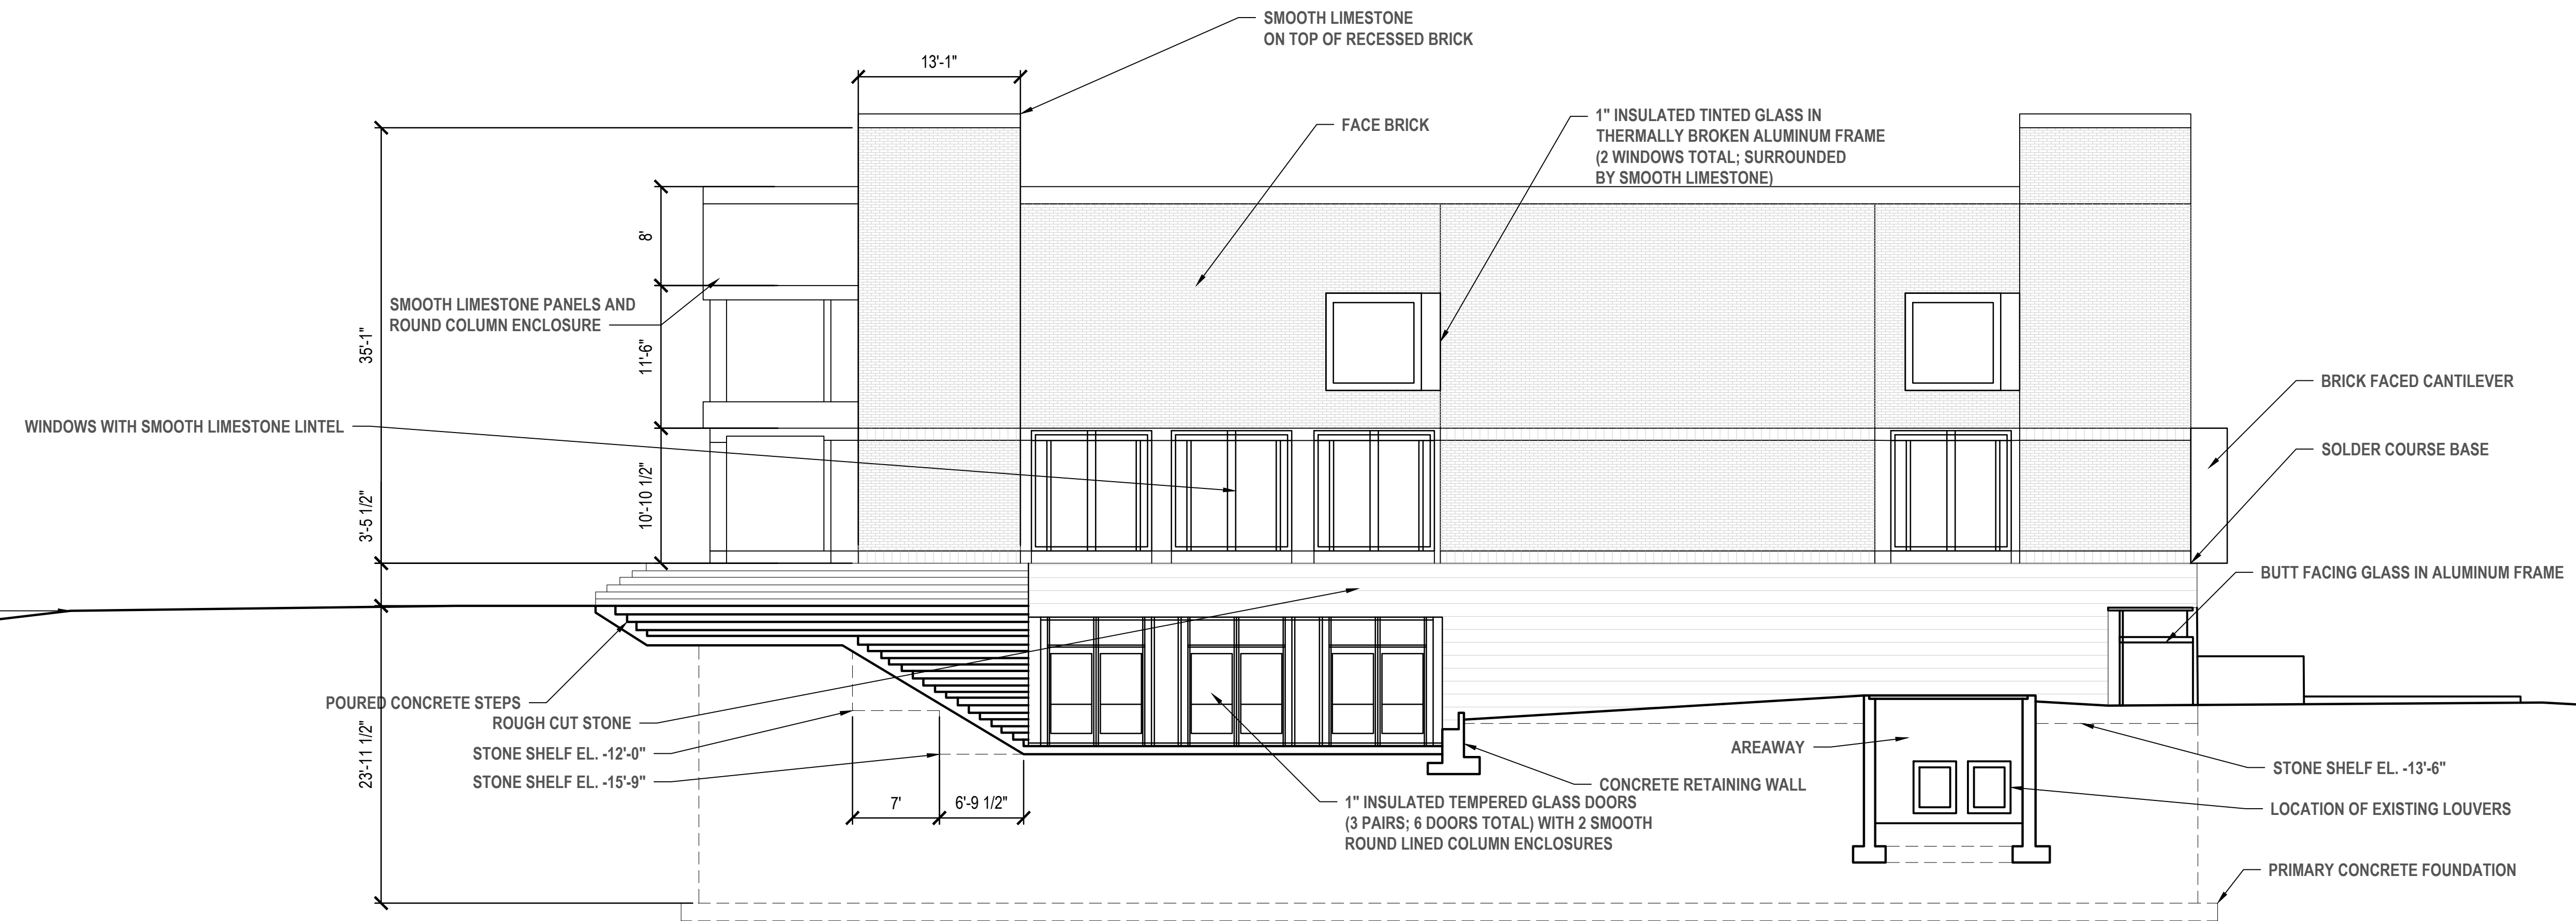 SMOOTH LIMESTONE
ON TOP OF RECESSED BRICK
13'-1"
FACE BRICK
1" INSULATED TINTED GLASS IN
THERMALLY BROKEN ALUMINUM FRAME
(2 WINDOWS TOTAL; SURROUNDED
BY SMOOTH LIMESTONE)
8'
SMOOTH LIMESTONE PANELS AND
ROUND COLUMN ENCLOSURE
35'-1"
11'-6"
BRICK FACED CANTILEVER
WINDOWS WITH SMOOTH LIMESTONE LINTEL
SOLDER COURSE BASE
10'-10 1/2"
3'-5 1/2"
BUTT FACING GLASS IN ALUMINUM FRAME
POURED CONCRETE STEPS
ROUGH CUT STONE
STONE SHELF EL. -12'-0"
STONE SHELF EL. -15'-9"
23'-11 1/2"
7'
6'-9 1/2"
AREAWAY
CONCRETE RETAINING WALL
1" INSULATED TEMPERED GLASS DOORS
(3 PAIRS; 6 DOORS TOTAL) WITH 2 SMOOTH
ROUND LINED COLUMN ENCLOSURES
STONE SHELF EL. -13'-6"
LOCATION OF EXISTING LOUVERS
PRIMARY CONCRETE FOUNDATION